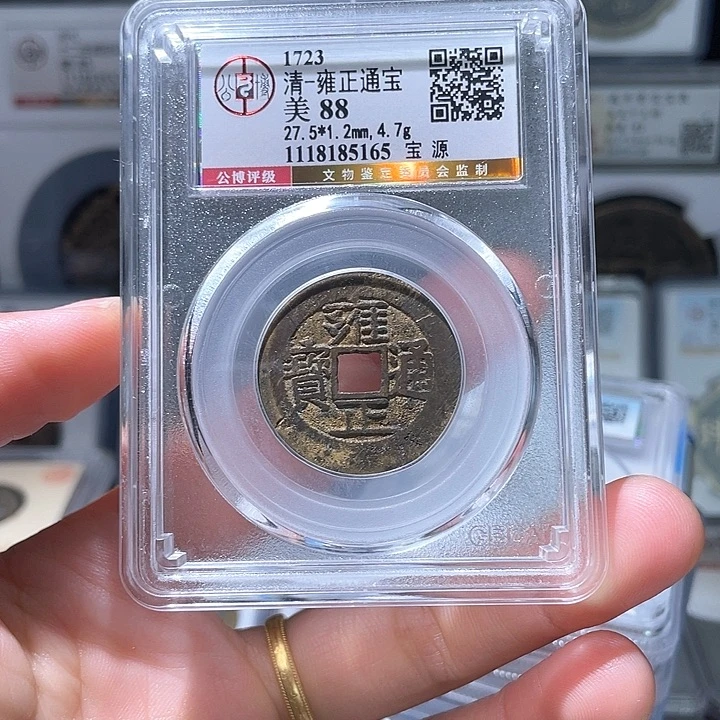 1723
清-雍正通宝
美 88
27.5*1.2mm, 4.7g
1118185165 宝 源
公博评级 文物鉴定委员会监制
雍
寶 通
正